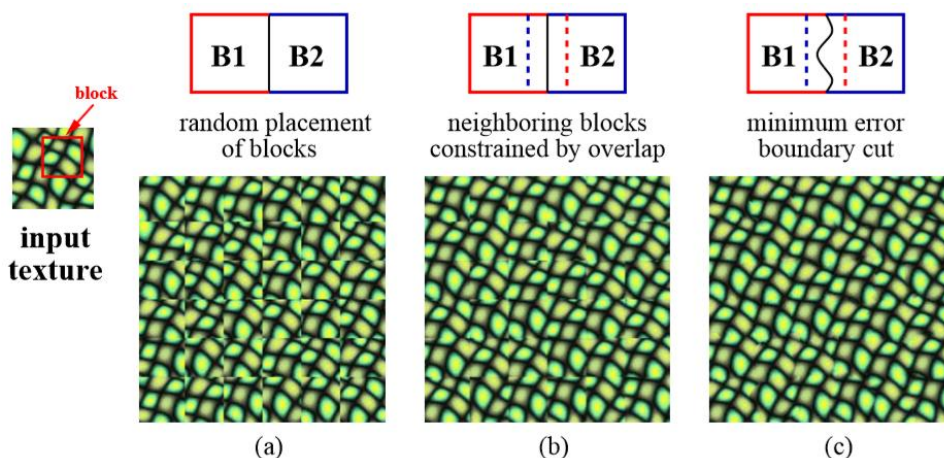 block
input
texture
B1 B2
random placement
of blocks
(a)
B1 B2
neighboring blocks
constrained by overlap
(b)
B1 B2
minimum error
boundary cut
(c)